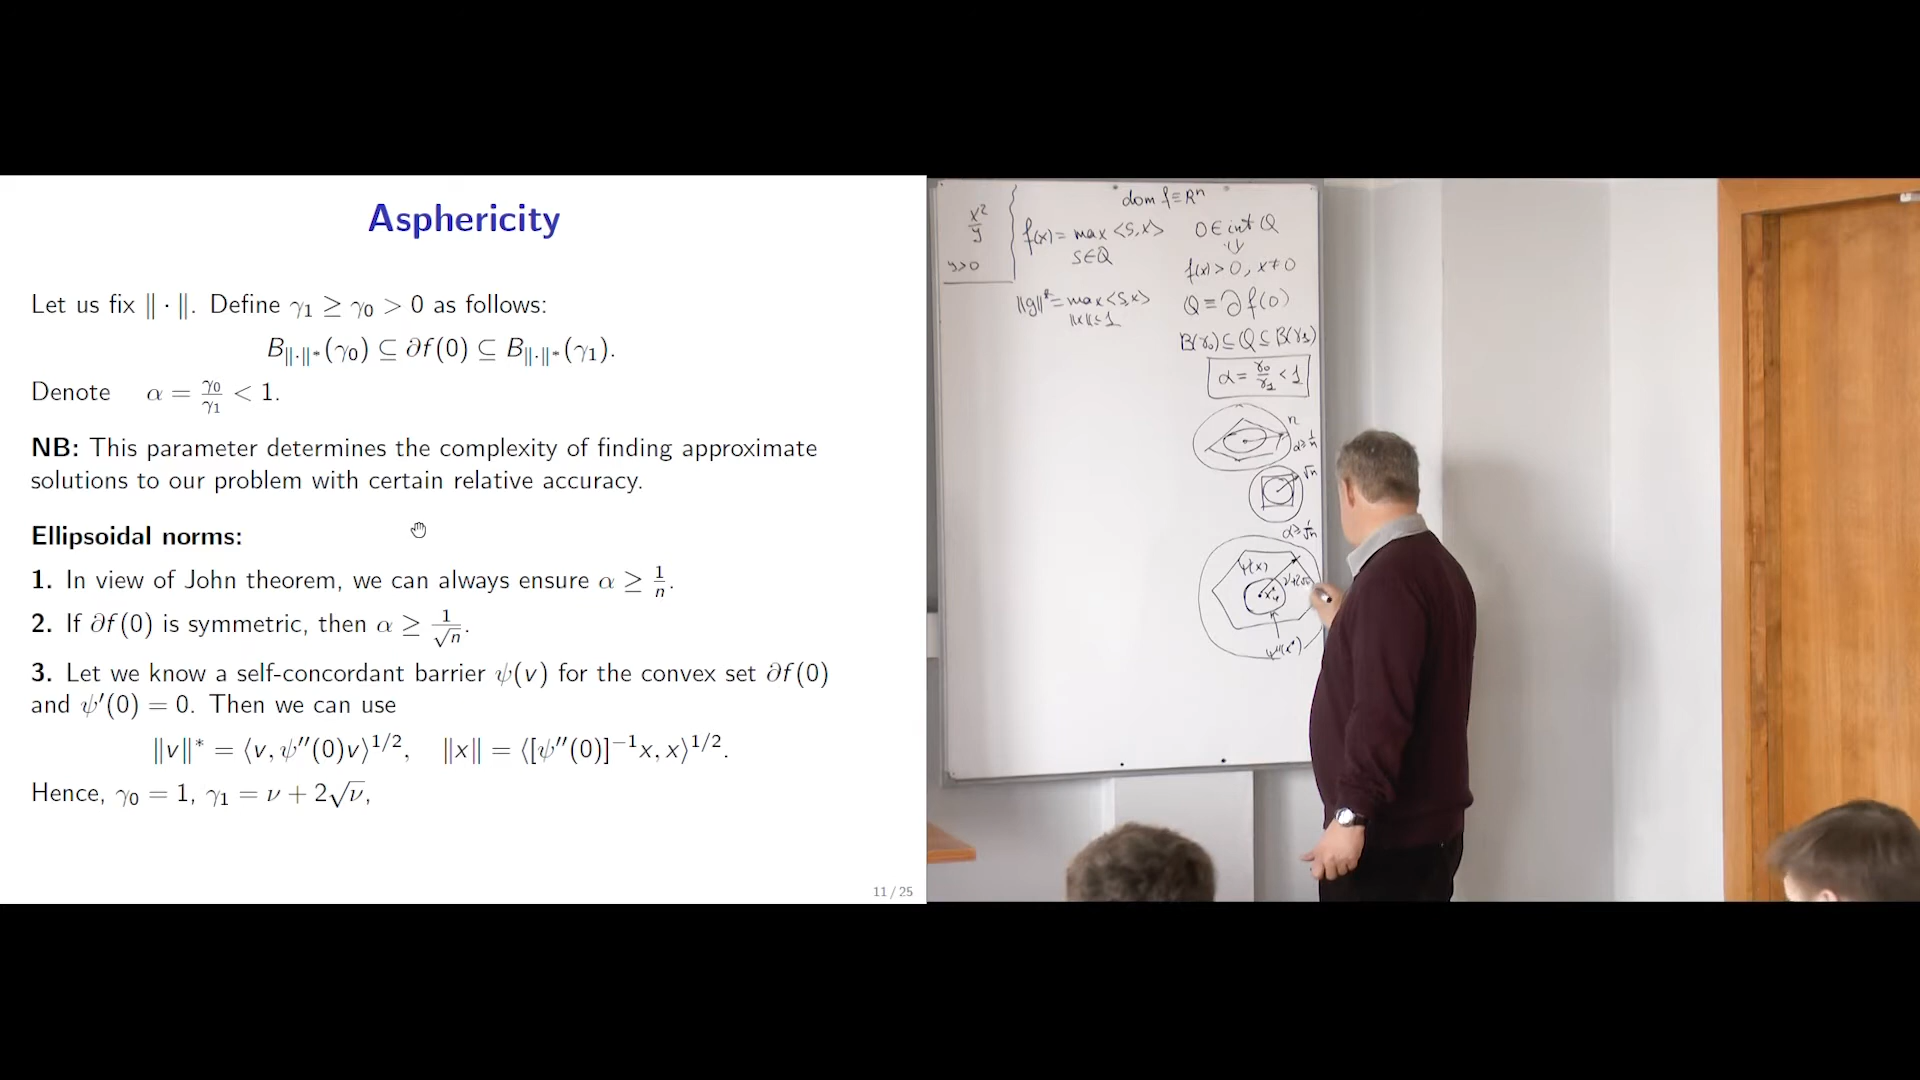 Asphericity
Let us fix ‖ · ‖. Define γ₁ ≥ γ₀ > 0 as follows:
B‖·‖*(γ₀) ⊆ ∂f(0) ⊆ B‖·‖*(γ₁).
Denote α = γ₀/γ₁ < 1.
NB: This parameter determines the complexity of finding approximate
solutions to our problem with certain relative accuracy.
Ellipsoidal norms:
1. In view of John theorem, we can always ensure α ≥ 1/n.
2. If ∂f(0) is symmetric, then α ≥ 1/√n.
3. Let we know a self-concordant barrier ψ(v) for the convex set ∂f(0)
and ψ′(0) = 0. Then we can use
‖v‖* = ⟨v, ψ″(0)v⟩^1/2, ‖x‖ = ⟨[ψ″(0)]⁻¹x, x⟩^1/2.
Hence, γ₀ = 1, γ₁ = ν + 2√ν,
11 / 25
x²/y
y>0
dom f ≡ Rⁿ
f(x) = max <s,x>
s∈Q
0 ∈ int Q
⇓
f(x) > 0, x ≠ 0
‖g‖* = max <s,x>
‖x‖≤1
Q ≡ ∂f(0)
B(γ₀) ⊆ Q ⊆ B(γ₁)
α = γ₀/γ₁ < 1
n
α ≥ 1/n
√n
α ≥ 1/√n
ψ(x)